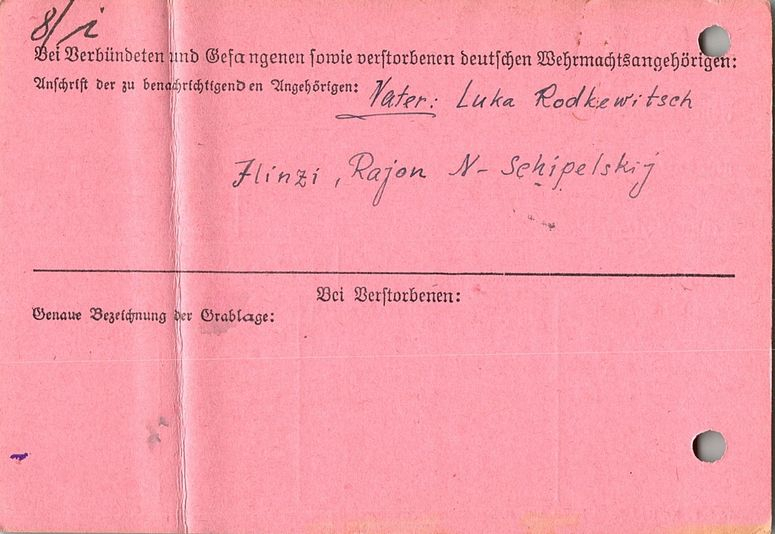 8/i
Bei Verbündeten und Gefangenen sowie verstorbenen deutschen Wehrmachtsangehörigen:
Anschrift der zu benachrichtigenden Angehörigen: Vater: Luka Rodkewitsch
Ilinzi, Rajon N-Schipelskij
Bei Verstorbenen:
Genaue Bezeichnung der Grablage: